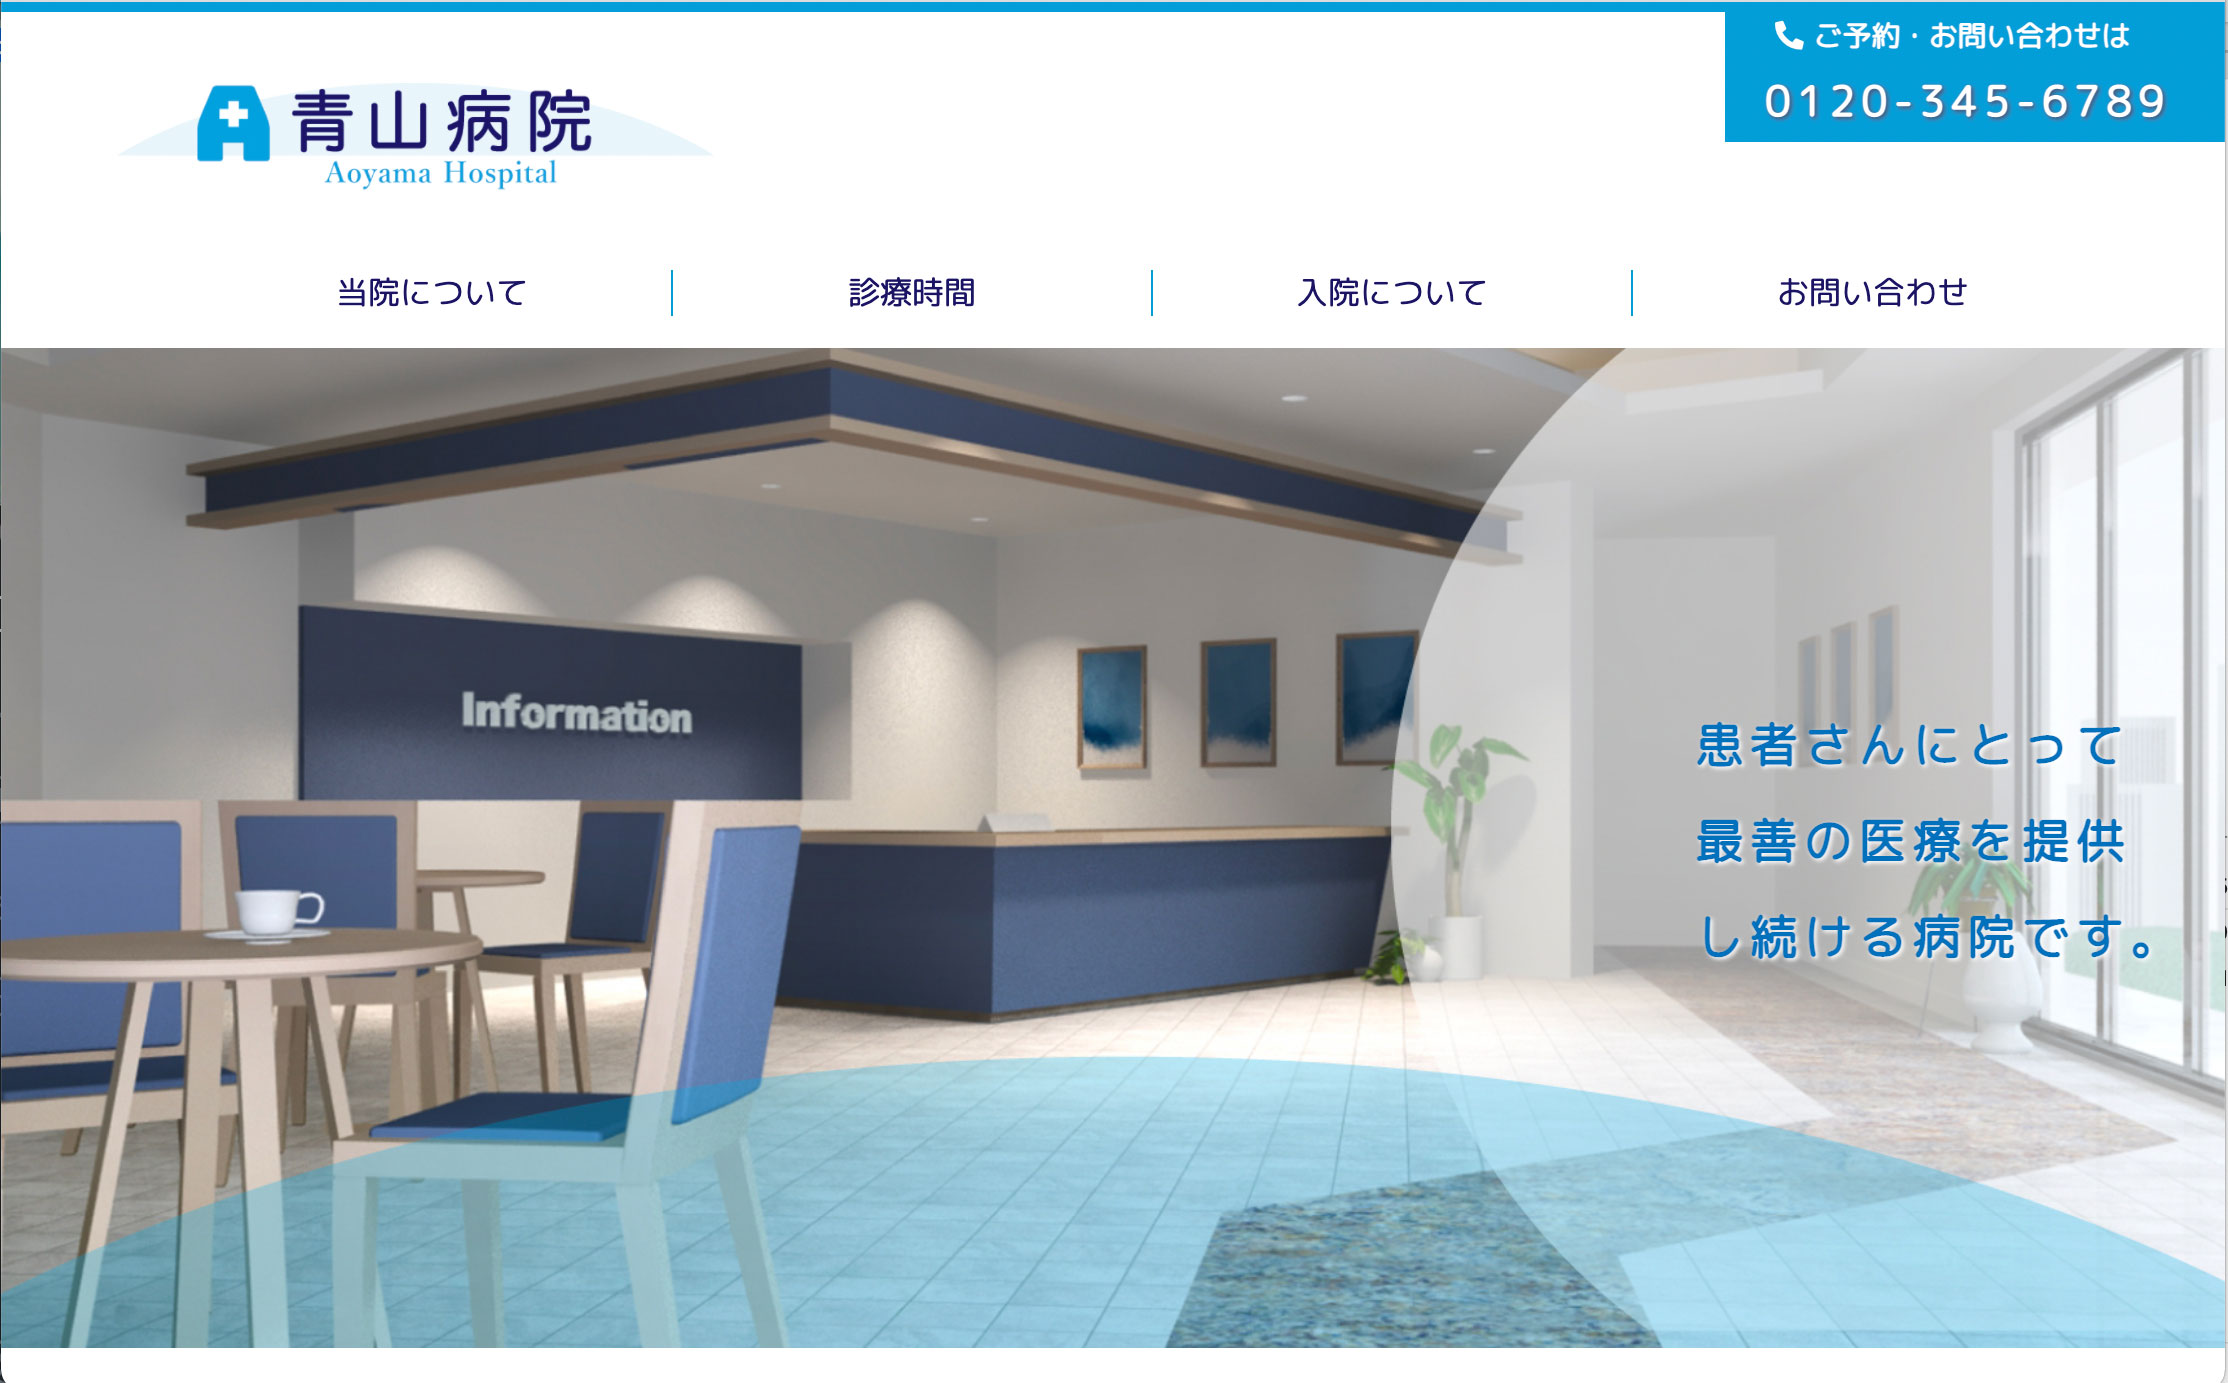 ご予約・お問い合わせは
0120-345-6789
青山病院
Aoyama Hospital
当院について
診療時間
入院について
お問い合わせ
Information
患者さんにとって
最善の医療を提供
し続ける病院です。